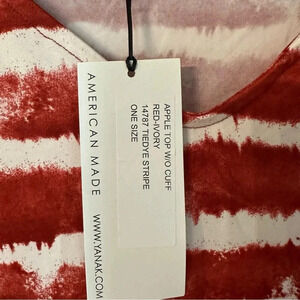 APPLE TOP W/O CUFF
RED-IVORY
14787 TIEDYE STRIPE
ONE SIZE
AMERICAN MADE WWW.YANAK.COM